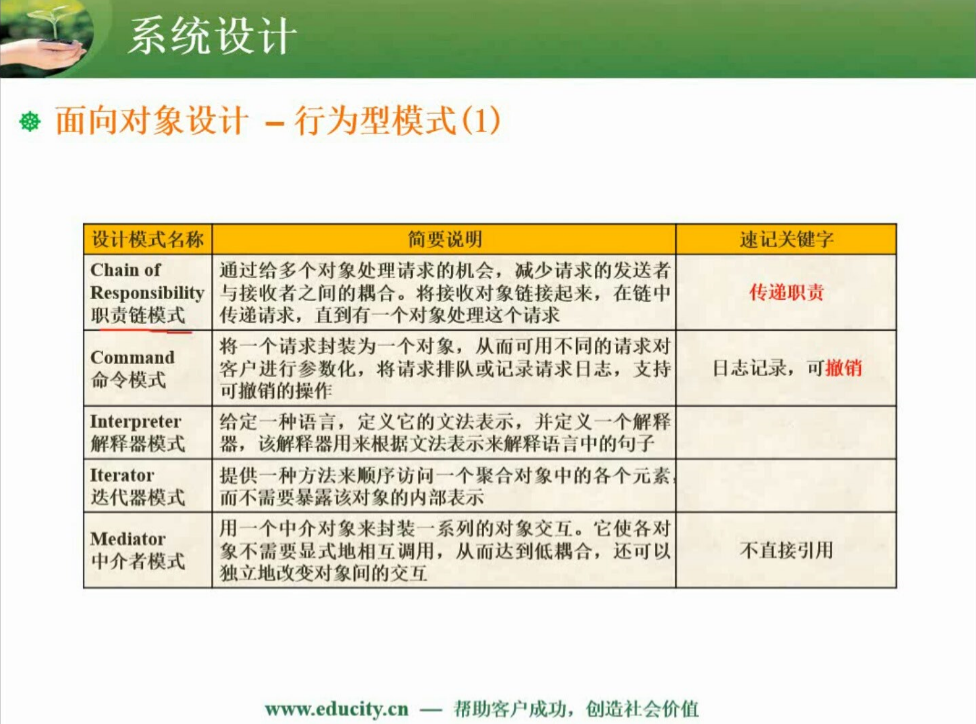 系统设计
面向对象设计 – 行为型模式(1)
设计模式名称 简要说明 速记关键字
Chain of
Responsibility
职责链模式
通过给多个对象处理请求的机会，减少请求的发送者
与接收者之间的耦合。将接收对象链接起来，在链中
传递请求，直到有一个对象处理这个请求
传递职责
Command
命令模式
将一个请求封装为一个对象，从而可用不同的请求对
客户进行参数化，将请求排队或记录请求日志，支持
可撤销的操作
日志记录，可撤销
Interpreter
解释器模式
给定一种语言，定义它的文法表示，并定义一个解释
器，该解释器用来根据文法表示来解释语言中的句子
Iterator
迭代器模式
提供一种方法来顺序访问一个聚合对象中的各个元素，
而不需要暴露该对象的内部表示
Mediator
中介者模式
用一个中介对象来封装一系列的对象交互。它使各对
象不需要显式地相互调用，从而达到低耦合，还可以
独立地改变对象间的交互
不直接引用
www.educity.cn — 帮助客户成功，创造社会价值